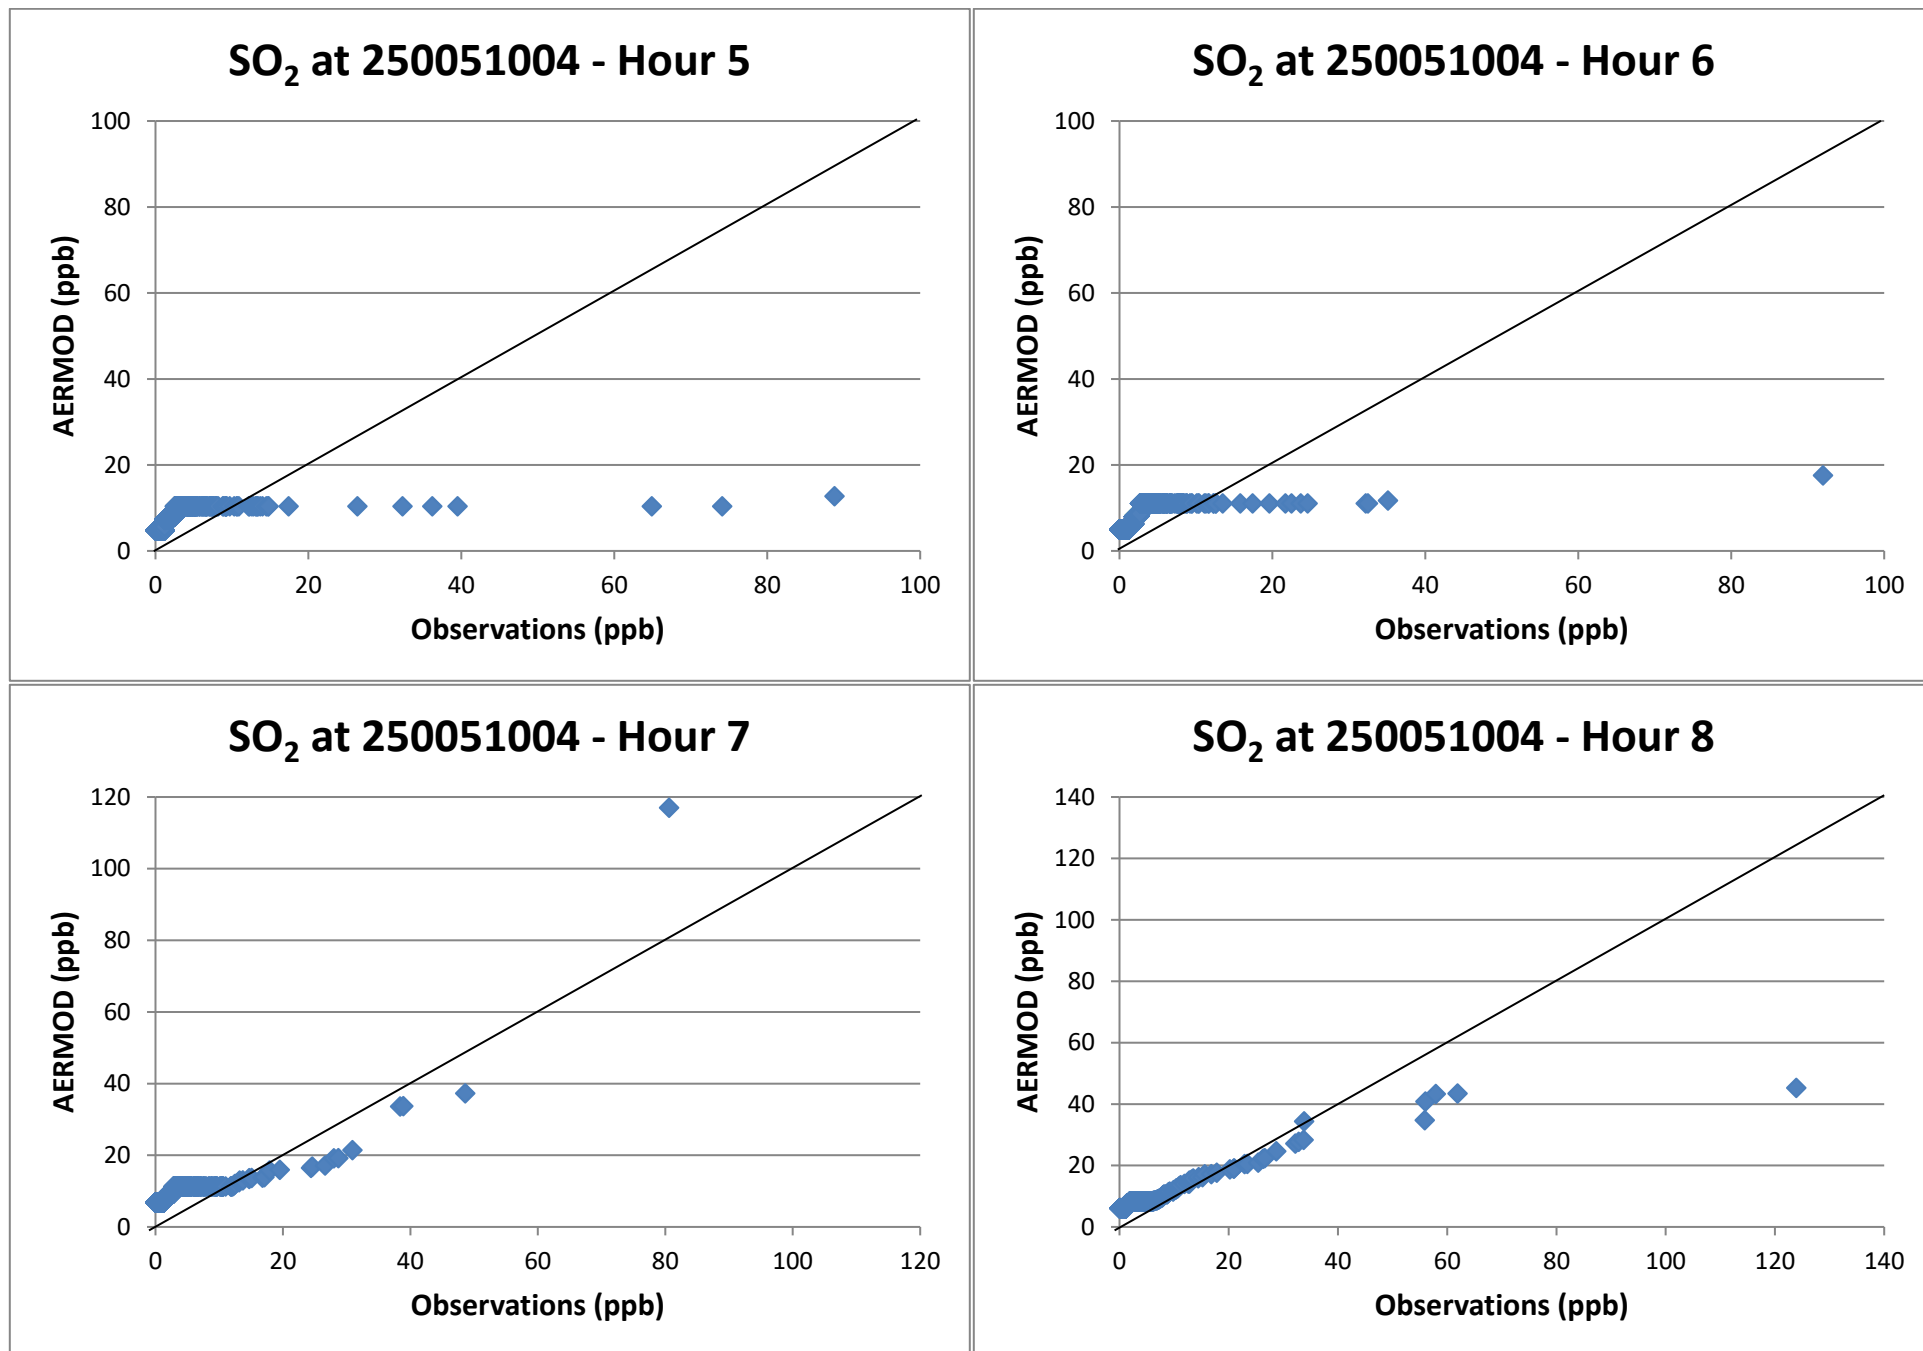 SO₂ at 250051004 - Hour 5
100
80
60
40
20
0
AERMOD (ppb)
0 20 40 60 80 100
Observations (ppb)
SO₂ at 250051004 - Hour 6
100
80
60
40
20
0
AERMOD (ppb)
0 20 40 60 80 100
Observations (ppb)
SO₂ at 250051004 - Hour 7
120
100
80
60
40
20
0
AERMOD (ppb)
0 20 40 60 80 100 120
Observations (ppb)
SO₂ at 250051004 - Hour 8
140
120
100
80
60
40
20
0
AERMOD (ppb)
0 20 40 60 80 100 120 140
Observations (ppb)